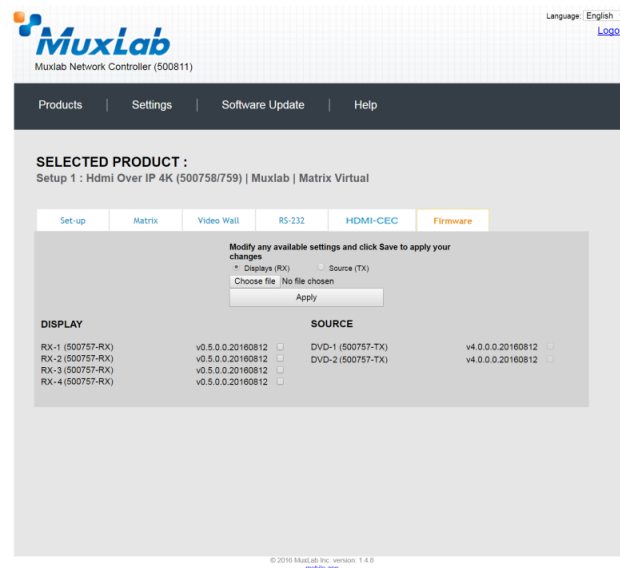 Language: English
Logo
MuxLab
Muxlab Network Controller (500811)
Products | Settings | Software Update | Help
SELECTED PRODUCT :
Setup 1 : Hdmi Over IP 4K (500758/759) | Muxlab | Matrix Virtual
Set-up Matrix Video Wall RS-232 HDMI-CEC Firmware
Modify any available settings and click Save to apply your
changes
Displays (RX) Source (TX)
Choose file No file chosen
Apply
DISPLAY SOURCE
RX-1 (500757-RX) v0.5.0.0.20160812 DVD-1 (500757-TX) v4.0.0.0.20160812
RX-2 (500757-RX) v0.5.0.0.20160812 DVD-2 (500757-TX) v4.0.0.0.20160812
RX-3 (500757-RX) v0.5.0.0.20160812
RX-4 (500757-RX) v0.5.0.0.20160812
© 2016 MuxLab Inc. version: 1.4.8
mobile app